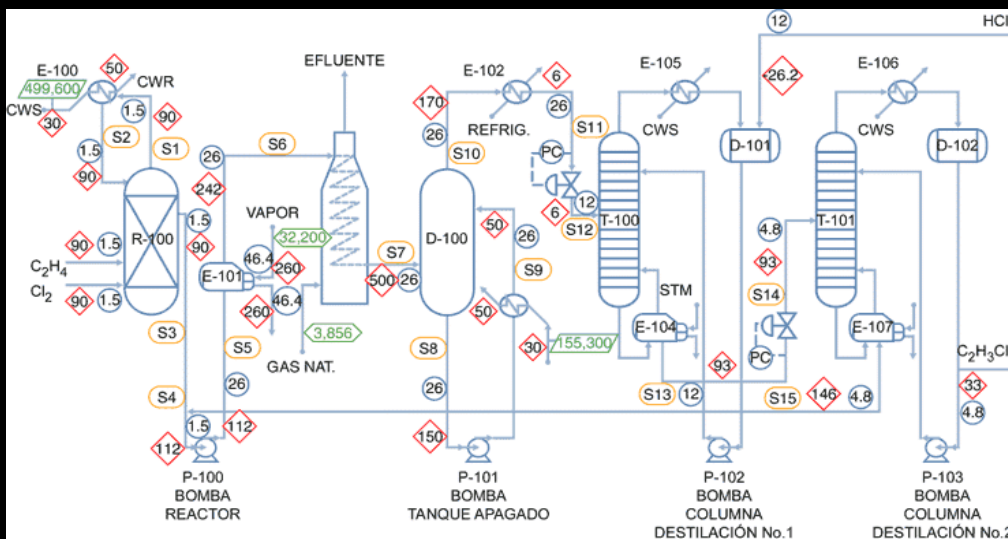 12
HCl
EFLUENTE
E-100
50
499,600
CWR
CWS
30
1.5
90
S2
S1
1.5
90
26
S6
242
R-100
1.5
90
90
1.5
C₂H₄
Cl₂
90
1.5
VAPOR
32,200
46.4
260
E-101
260
46.4
3,856
GAS NAT.
S3
S5
26
S4
1.5
112
112
P-100
BOMBA
REACTOR
S7
500
26
E-102
6
26
170
26
REFRIG.
S10
S11
D-100
50
26
S9
50
30
155,300
S8
26
150
P-101
BOMBA
TANQUE APAGADO
PC
12
6
S12
T-100
E-105
CWS
-26.2
D-101
STM
E-104
93
S13
12
P-102
BOMBA
COLUMNA
DESTILACIÓN No.1
E-106
CWS
D-102
4.8
T-101
93
S14
PC
E-107
S15
146
4.8
C₂H₃Cl
33
4.8
P-103
BOMBA
COLUMNA
DESTILACIÓN No.2